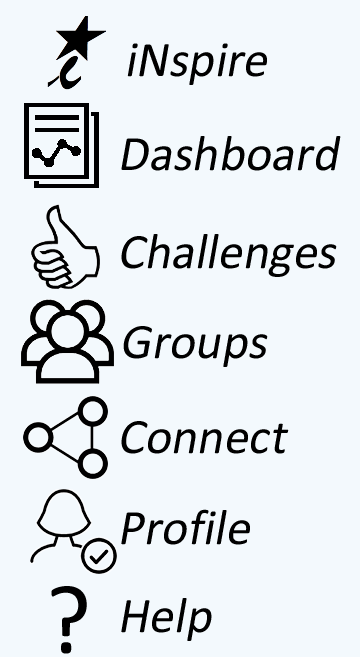 iNspire
Dashboard
Challenges
Groups
Connect
Profile
? Help